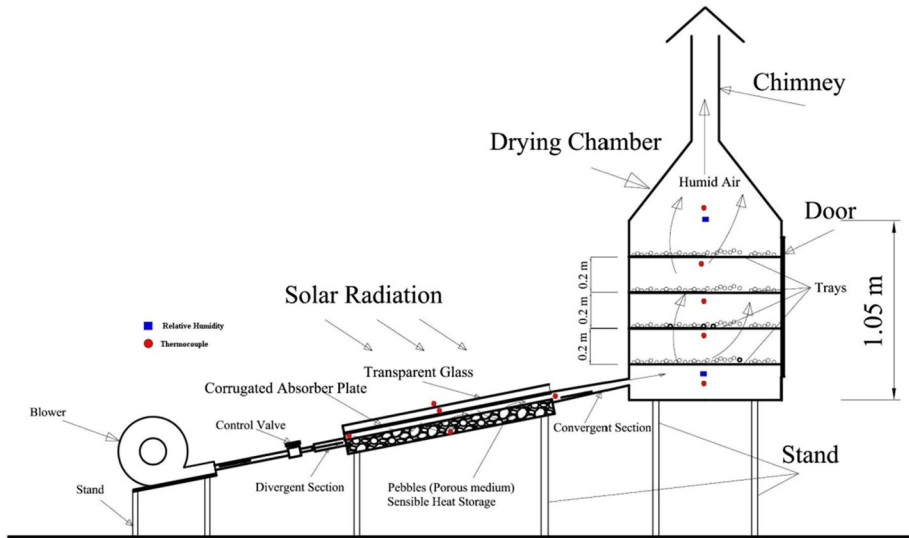 Chimney
Drying Chamber
Humid Air
Door
0.2 m
0.2 m
0.2 m
Trays
1.05 m
Solar Radiation
Relative Humidity
Thermocouple
Transparent Glass
Corrugated Absorber Plate
Blower
Control Valve
Convergent Section
Stand
Stand
Divergent Section
Pebbles (Porous medium)
Sensible Heat Storage